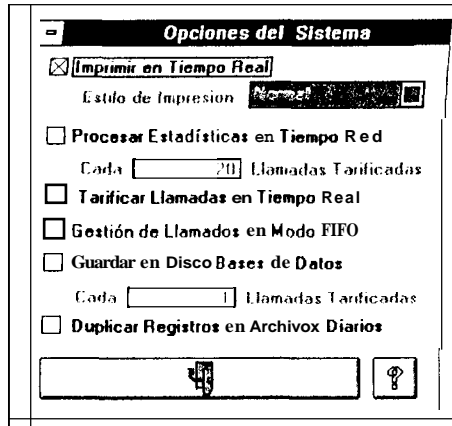 Opciones del Sistema
Imprimir en Tiempo Real
Estilo de Impresion Normal
Procesar Estadísticas en Tiempo Red
Cada 20 Llamadas Tarificadas
Tarificar Llamadas en Tiempo Real
Gestión de Llamados en Modo FIFO
Guardar en Disco Bases de Datos
Cada 1 Llamadas Tarificadas
Duplicar Registros en Archivox Diarios
?